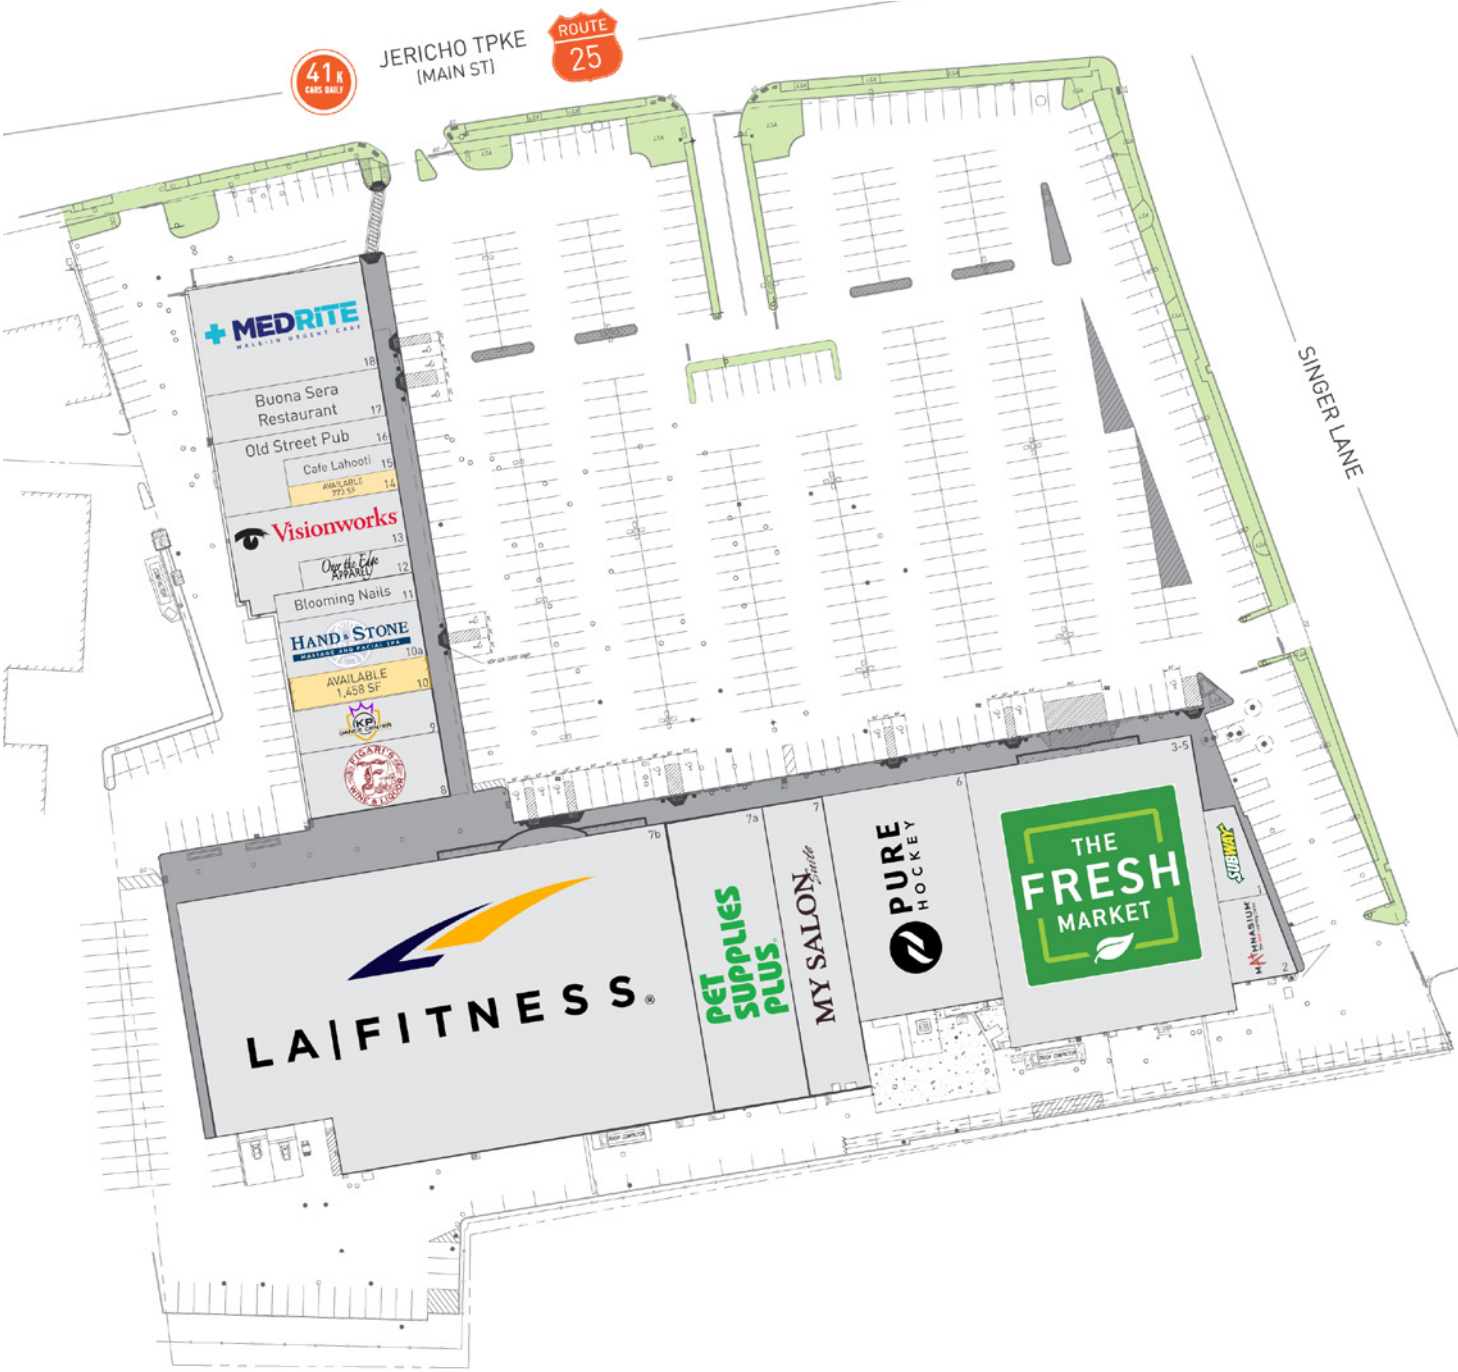 JERICHO TPKE
(MAIN ST)
41K
CARS DAILY
ROUTE
25
SINGER LANE
MEDRITE
WALK-IN URGENT CARE
18
Buona Sera
Restaurant
17
Old Street Pub
16
Cafe Lahooti
15
AVAILABLE
773 SF
14
Visionworks
13
Over the Edge
APPAREL
12
Blooming Nails
11
HAND & STONE
MASSAGE AND FACIAL SPA
10a
AVAILABLE
1,458 SF
10
KP
DANCE CENTER
9
FIGARI'S
WINE & LIQUOR
8
LA|FITNESS®
7b
PET
SUPPLIES
PLUS
7a
MY SALON Suite
7
PURE
HOCKEY
6
THE
FRESH
MARKET
3-5
SUBWAY
1
MATHNASIUM
2